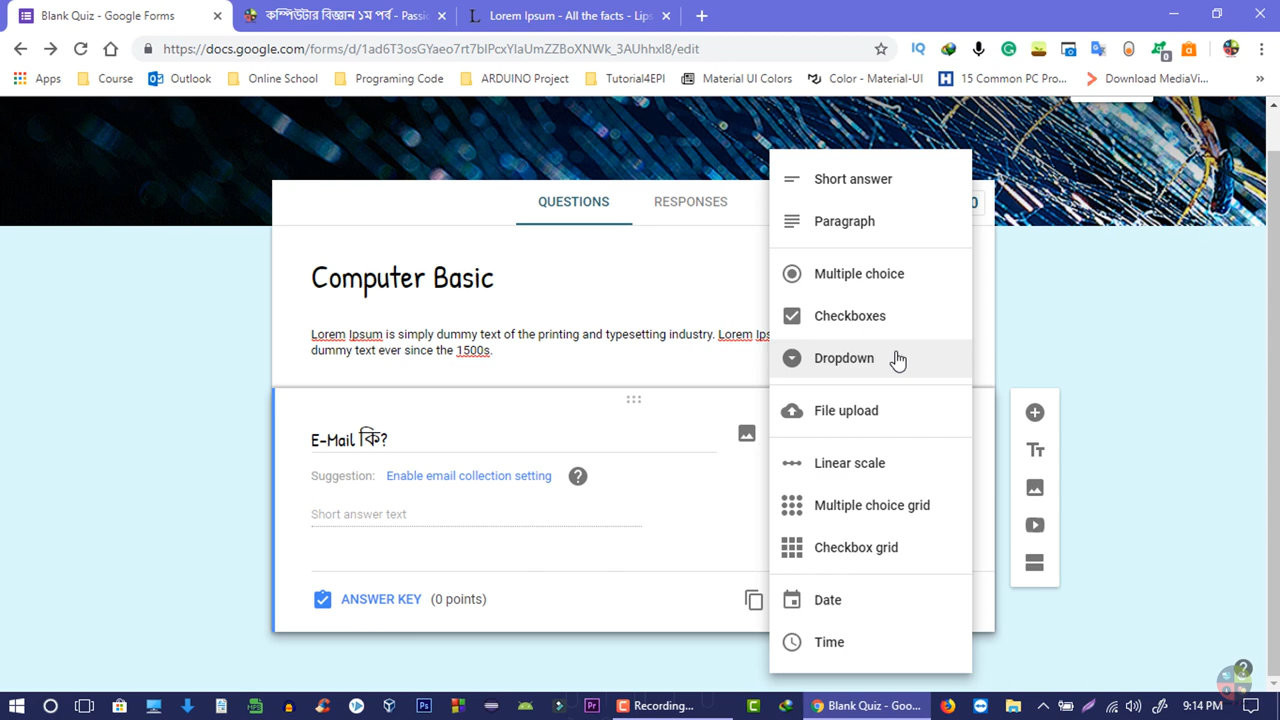 Blank Quiz - Google Forms
কম্পিউটার বিজ্ঞান ১ম পর্ব - Passic
Lorem Ipsum - All the facts - Lips
https://docs.google.com/forms/d/1ad6T3osGYaeo7rt7blPcxYlaUmZZBoXNWk_3AUhhxl8/edit
Apps
Course
Outlook
Online School
Programing Code
ARDUINO Project
Tutorial4EPI
Material UI Colors
Color - Material-UI
15 Common PC Pro...
Download MediaVi...
QUESTIONS
RESPONSES
0
Computer Basic
Lorem Ipsum is simply dummy text of the printing and typesetting industry. Lorem Ips
dummy text ever since the 1500s.
E-Mail কি?
Suggestion: Enable email collection setting
Short answer text
ANSWER KEY (0 points)
Short answer
Paragraph
Multiple choice
Checkboxes
Dropdown
File upload
Linear scale
Multiple choice grid
Checkbox grid
Date
Time
Recording...
Blank Quiz - Goo...
9:14 PM